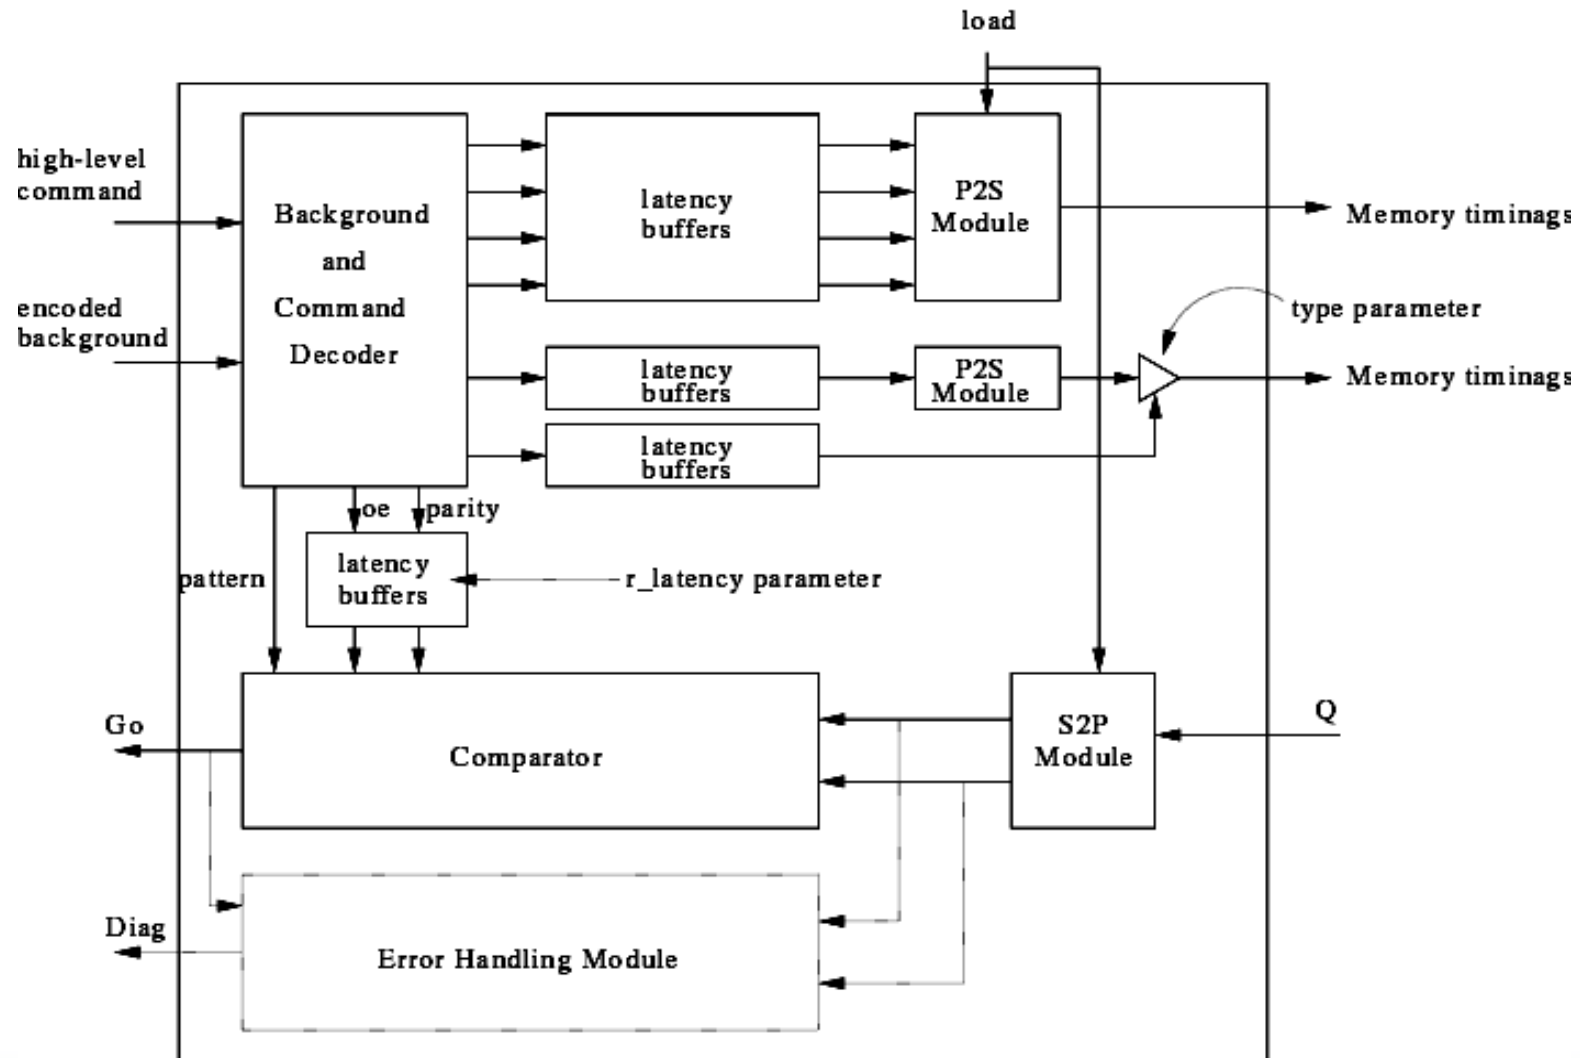 load
high-level
command
Background
and
Command
Decoder
latency
buffers
P2S
Module
Memory timinags
encoded
background
type parameter
latency
buffers
P2S
Module
Memory timinags
latency
buffers
oe
parity
pattern
latency
buffers
r_latency parameter
Go
Comparator
S2P
Module
Q
Diag
Error Handling Module